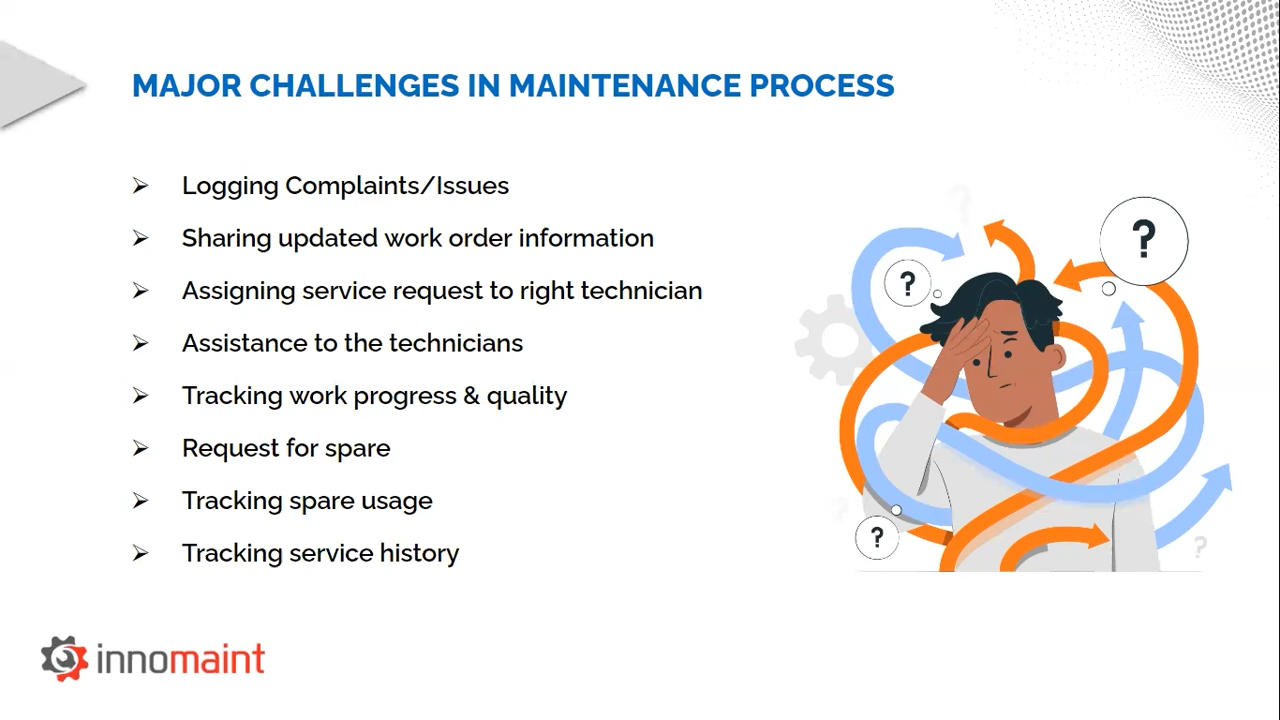 MAJOR CHALLENGES IN MAINTENANCE PROCESS
Logging Complaints/Issues
Sharing updated work order information
Assigning service request to right technician
Assistance to the technicians
Tracking work progress & quality
Request for spare
Tracking spare usage
Tracking service history
?
?
?
?
?
?
innomaint